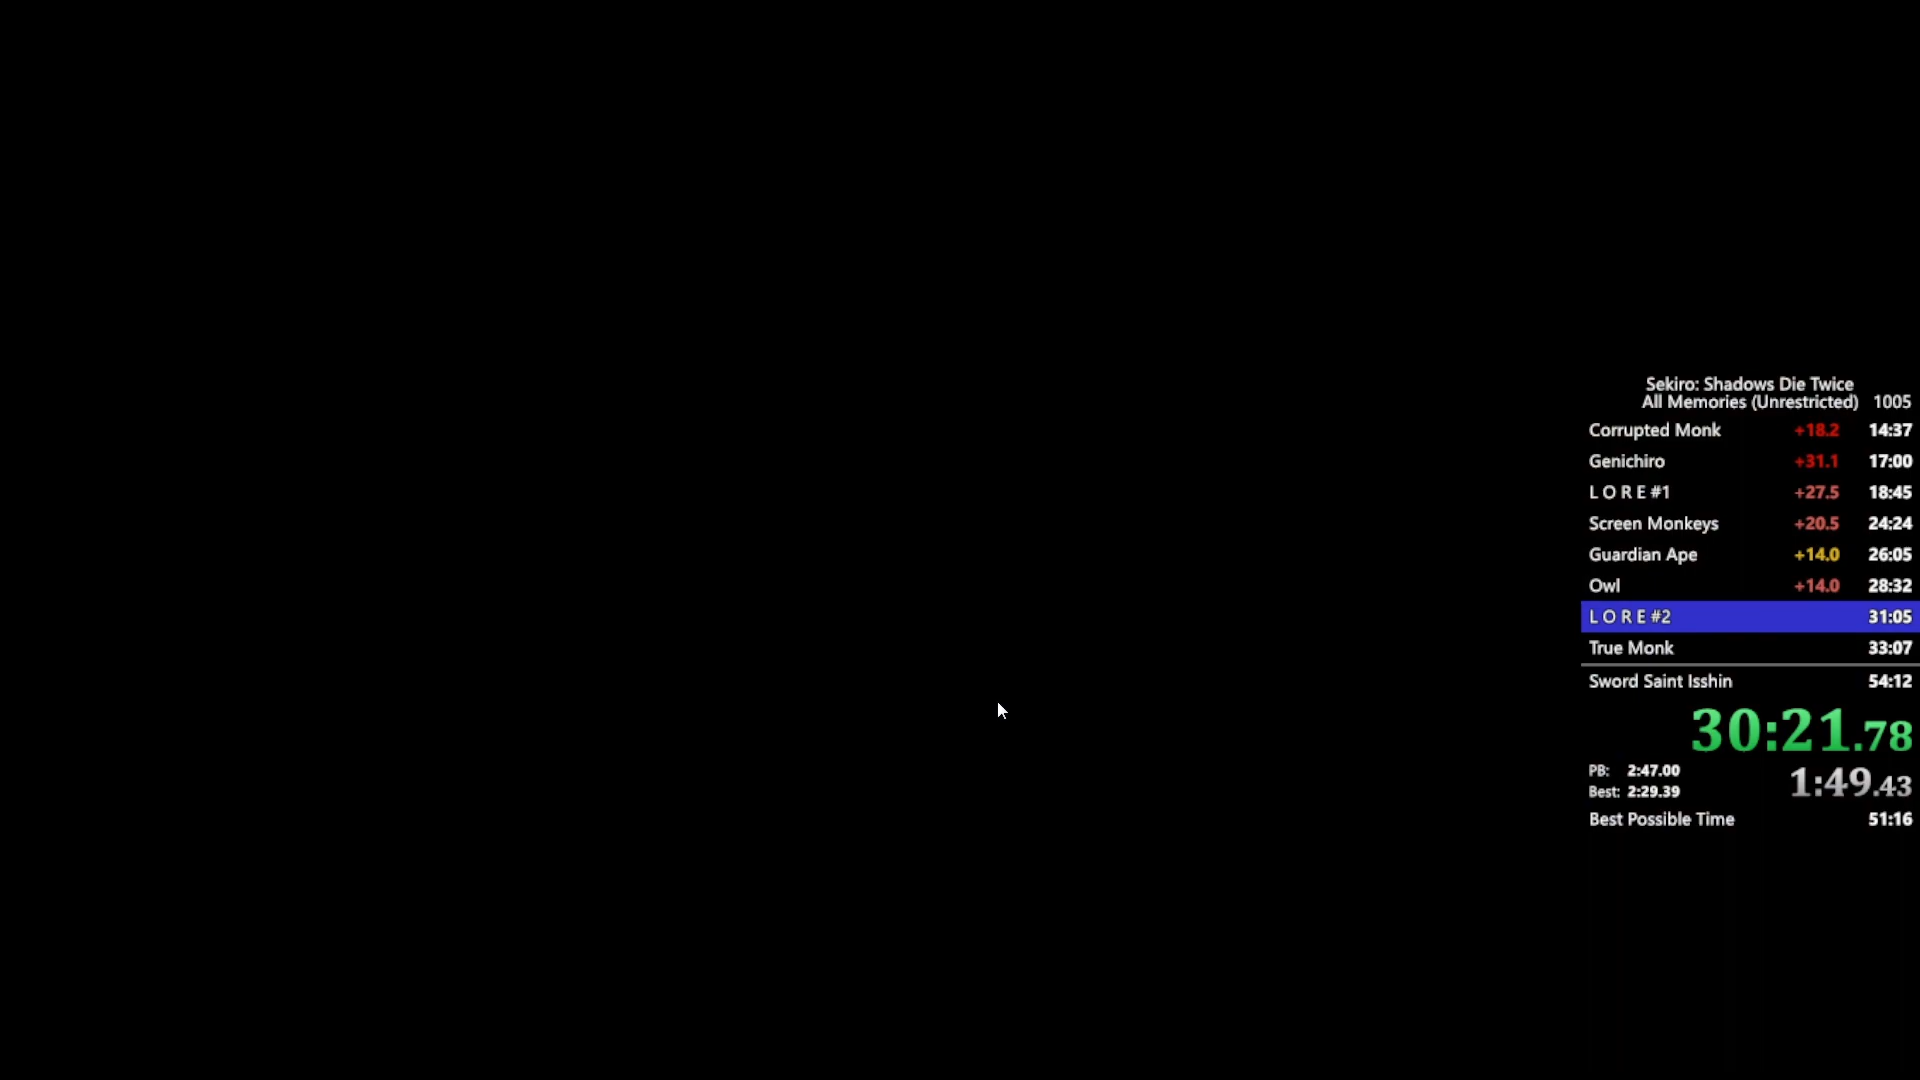 Sekiro: Shadows Die Twice
All Memories (Unrestricted) 1005
Corrupted Monk +18.2 14:37
Genichiro +31.1 17:00
L O R E #1 +27.5 18:45
Screen Monkeys +20.5 24:24
Guardian Ape +14.0 26:05
Owl +14.0 28:32
L O R E #2 31:05
True Monk 33:07
Sword Saint Isshin 54:12
30:21.78
PB: 2:47.00 1:49.43
Best: 2:29.39
Best Possible Time 51:16